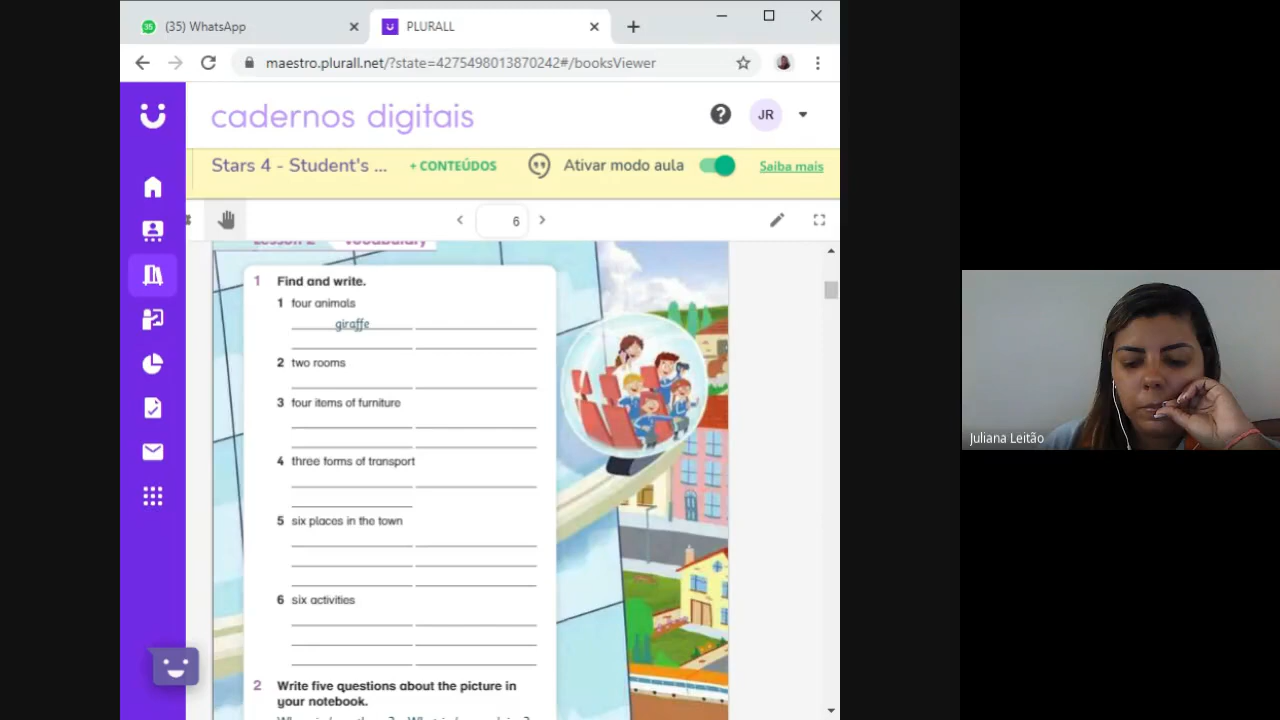 (35) WhatsApp
PLURALL
maestro.plurall.net/?state=4275498013870242#/booksViewer
cadernos digitais
JR
Stars 4 - Student's ...
+ CONTEÚDOS
Ativar modo aula
Saiba mais
6
Lesson 2 Vocabulary
1 Find and write.
1 four animals
giraffe
2 two rooms
3 four items of furniture
4 three forms of transport
5 six places in the town
6 six activities
2 Write five questions about the picture in
your notebook.
Juliana Leitão